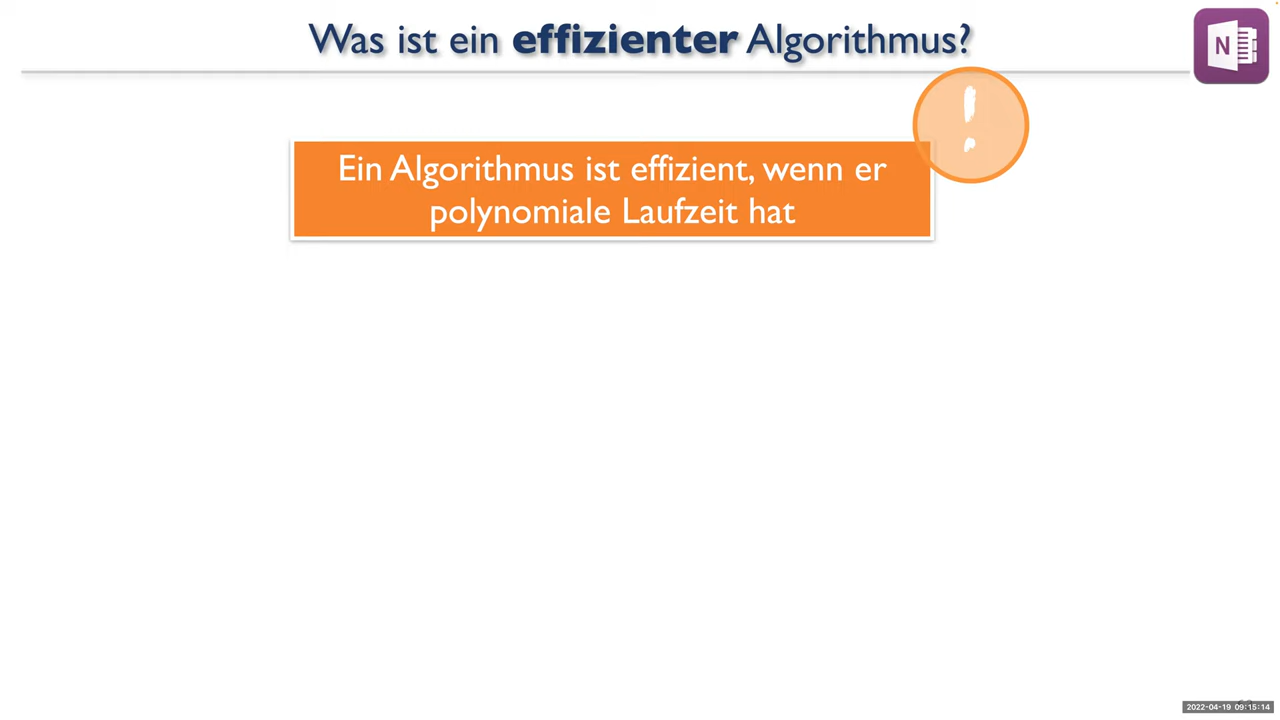 Was ist ein effizienter Algorithmus?
N
!
Ein Algorithmus ist effizient, wenn er
polynomiale Laufzeit hat
2022-04-19 09:15:14